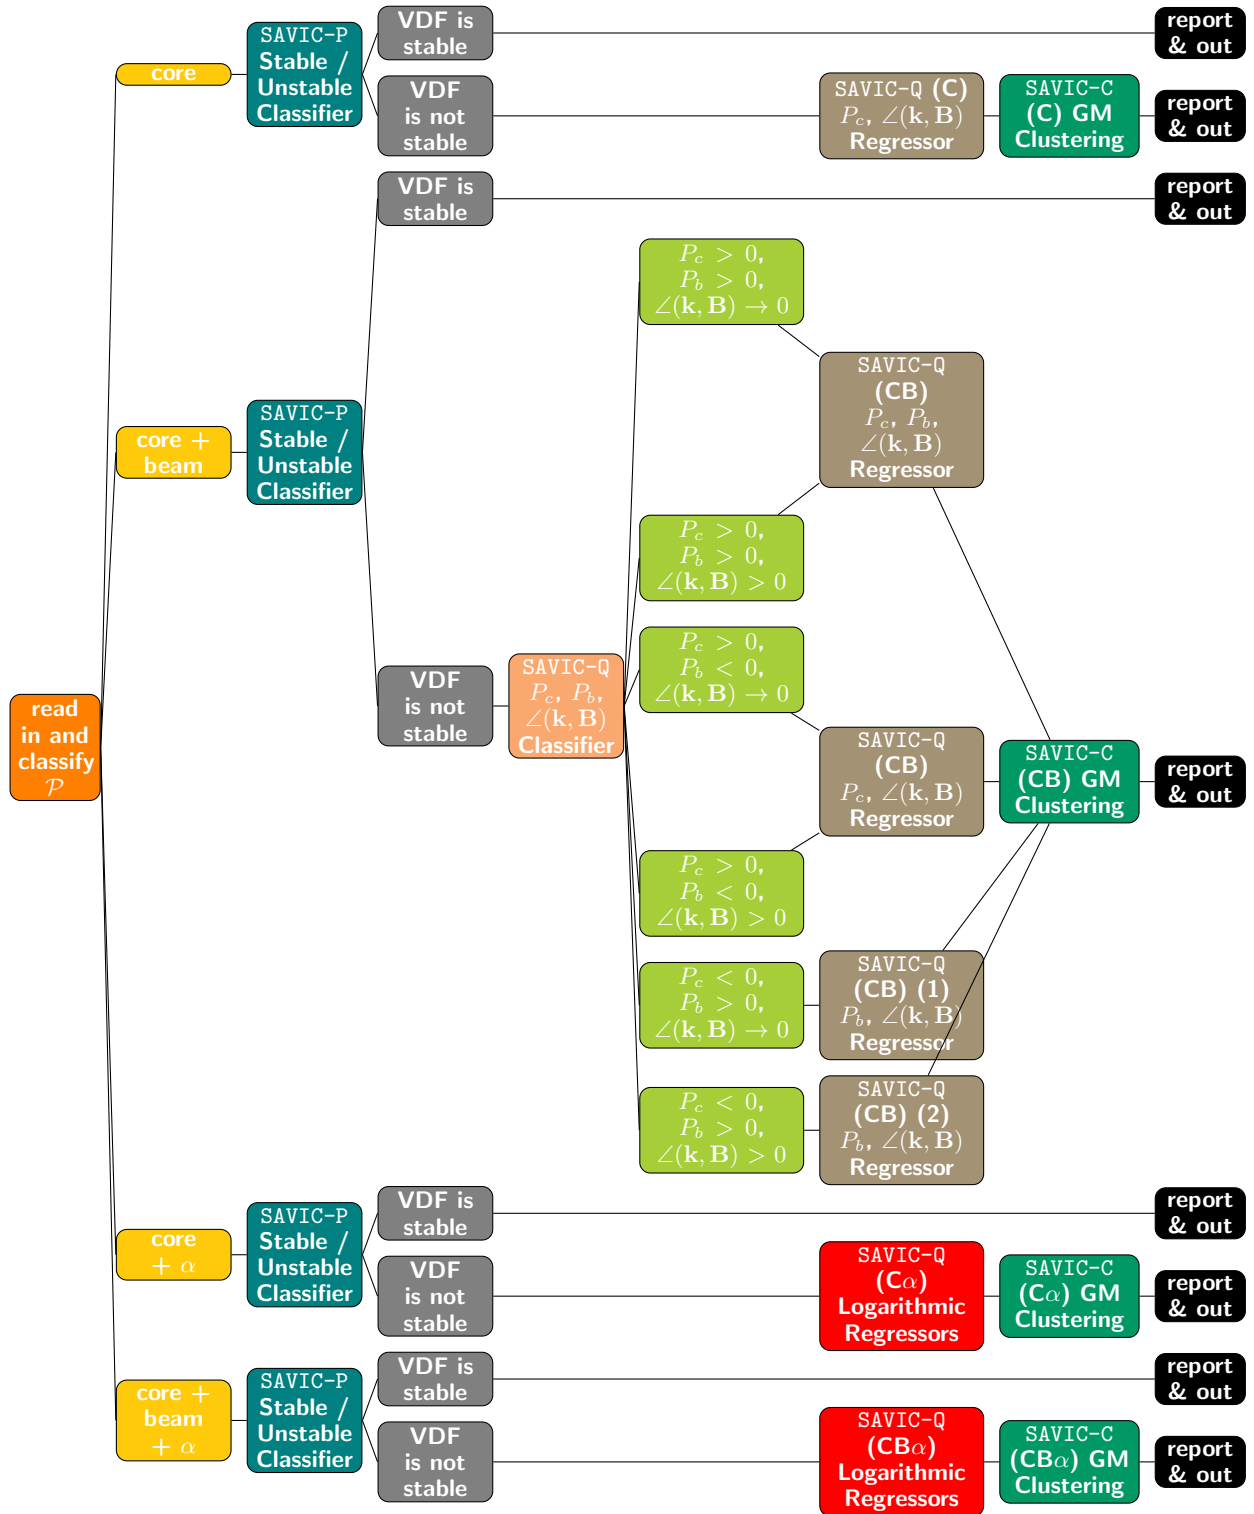 read
in and
classify
𝒫
core
SAVIC-P
Stable /
Unstable
Classifier
VDF is
stable
report
& out
VDF
is not
stable
SAVIC-Q (C)
P_c, ∠(k, B)
Regressor
SAVIC-C
(C) GM
Clustering
report
& out
core +
beam
SAVIC-P
Stable /
Unstable
Classifier
VDF is
stable
report
& out
VDF
is not
stable
SAVIC-Q
P_c, P_b,
∠(k, B)
Classifier
P_c > 0,
P_b > 0,
∠(k, B) → 0
P_c > 0,
P_b > 0,
∠(k, B) > 0
SAVIC-Q
(CB)
P_c, P_b,
∠(k, B)
Regressor
P_c > 0,
P_b < 0,
∠(k, B) → 0
P_c > 0,
P_b < 0,
∠(k, B) > 0
SAVIC-Q
(CB)
P_c, ∠(k, B)
Regressor
P_c < 0,
P_b > 0,
∠(k, B) → 0
SAVIC-Q
(CB) (1)
P_b, ∠(k, B)
Regressor
P_c < 0,
P_b > 0,
∠(k, B) > 0
SAVIC-Q
(CB) (2)
P_b, ∠(k, B)
Regressor
SAVIC-C
(CB) GM
Clustering
report
& out
core
+ α
SAVIC-P
Stable /
Unstable
Classifier
VDF is
stable
report
& out
VDF
is not
stable
SAVIC-Q
(Cα)
Logarithmic
Regressors
SAVIC-C
(Cα) GM
Clustering
report
& out
core +
beam
+ α
SAVIC-P
Stable /
Unstable
Classifier
VDF is
stable
report
& out
VDF
is not
stable
SAVIC-Q
(CBα)
Logarithmic
Regressors
SAVIC-C
(CBα) GM
Clustering
report
& out